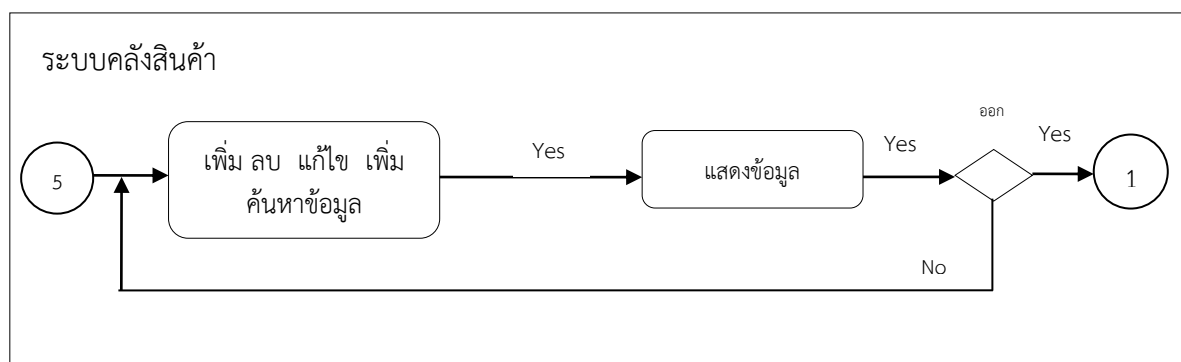 ระบบคลังสินค้า
5
เพิ่ม ลบ แก้ไข เพิ่ม
ค้นหาข้อมูล
Yes
แสดงข้อมูล
Yes
ออก
Yes
1
No